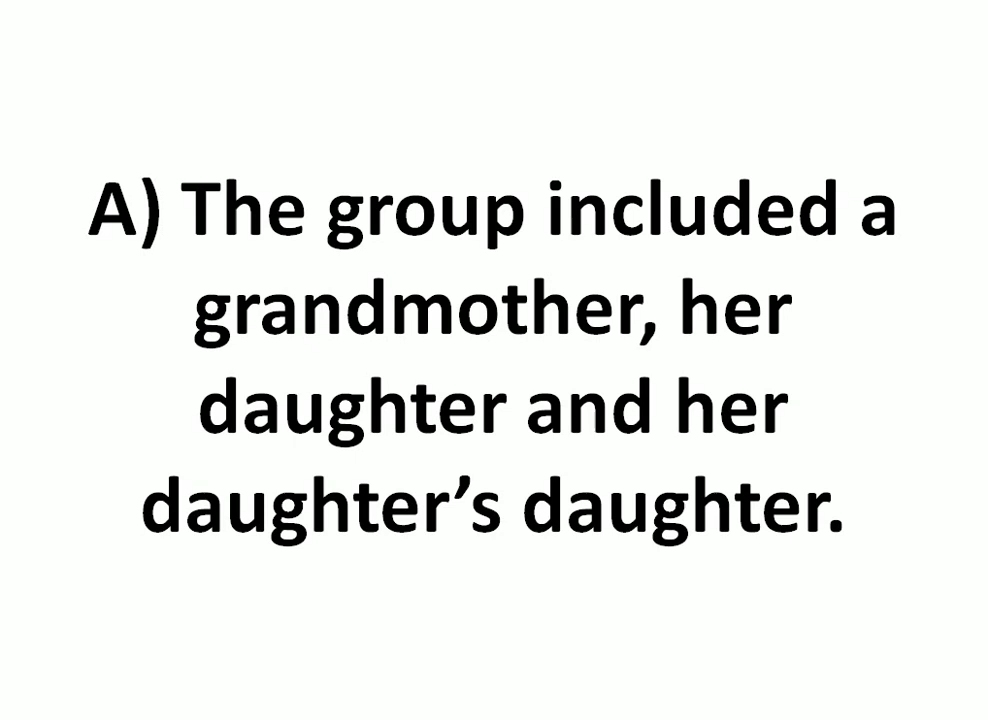 A) The group included a
grandmother, her
daughter and her
daughter’s daughter.